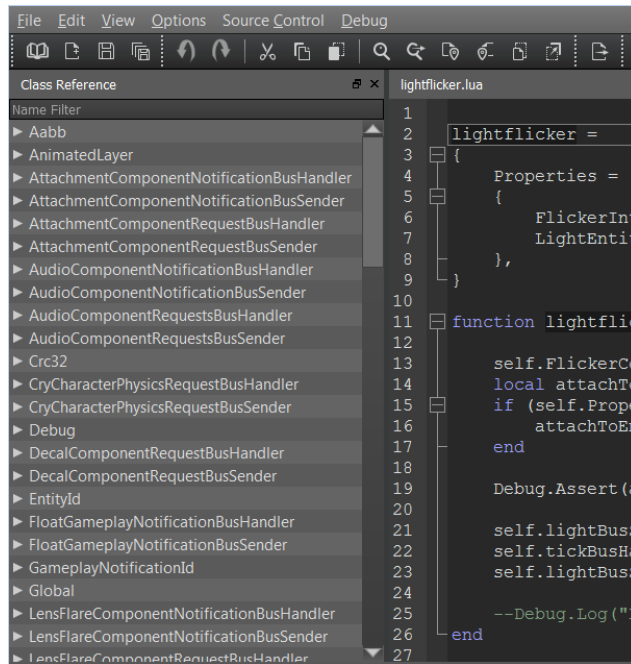 File Edit View Options Source Control Debug
Class Reference
Name Filter
Aabb
AnimatedLayer
AttachmentComponentNotificationBusHandler
AttachmentComponentNotificationBusSender
AttachmentComponentRequestBusHandler
AttachmentComponentRequestBusSender
AudioComponentNotificationBusHandler
AudioComponentNotificationBusSender
AudioComponentRequestsBusHandler
AudioComponentRequestsBusSender
Crc32
CryCharacterPhysicsRequestBusHandler
CryCharacterPhysicsRequestBusSender
Debug
DecalComponentRequestBusHandler
DecalComponentRequestBusSender
EntityId
FloatGameplayNotificationBusHandler
FloatGameplayNotificationBusSender
GameplayNotificationId
Global
LensFlareComponentNotificationBusHandler
LensFlareComponentNotificationBusSender
LensFlareComponentRequestBusHandler
lightflicker.lua
1
2 lightflicker =
3 {
4 Properties =
5 {
6 FlickerInt
7 LightEntit
8 },
9 }
10
11 function lightflic
12
13 self.FlickerCo
14 local attachTo
15 if (self.Prope
16 attachToEn
17 end
18
19 Debug.Assert(a
20
21 self.lightBusS
22 self.tickBusHa
23 self.lightBusS
24
25 --Debug.Log("
26 end
27